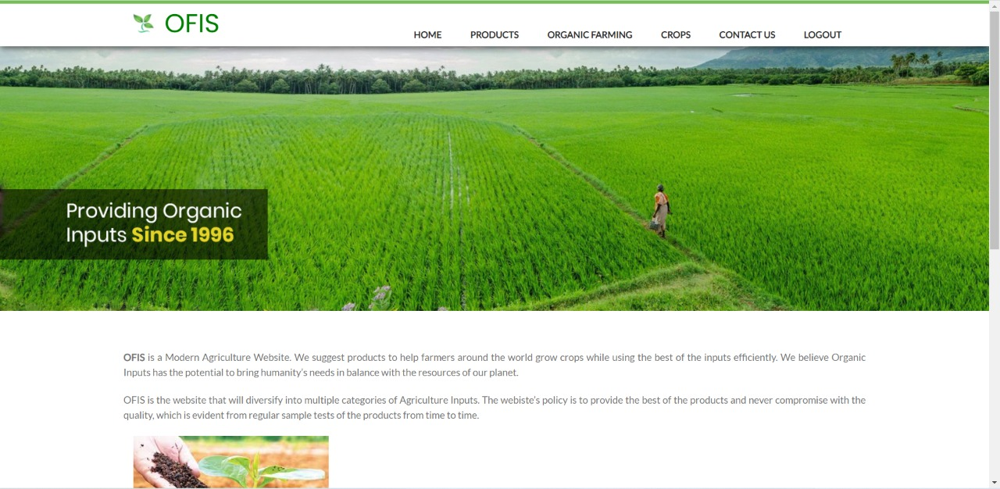 OFIS
HOME PRODUCTS ORGANIC FARMING CROPS CONTACT US LOGOUT
Providing Organic
Inputs Since 1996
OFIS is a Modern Agriculture Website. We suggest products to help farmers around the world grow crops while using the best of the inputs efficiently. We believe Organic
Inputs has the potential to bring humanity's needs in balance with the resources of our planet.
OFIS is the website that will diversify into multiple categories of Agriculture Inputs. The webiste's policy is to provide the best of the products and never compromise with the
quality, which is evident from regular sample tests of the products from time to time.